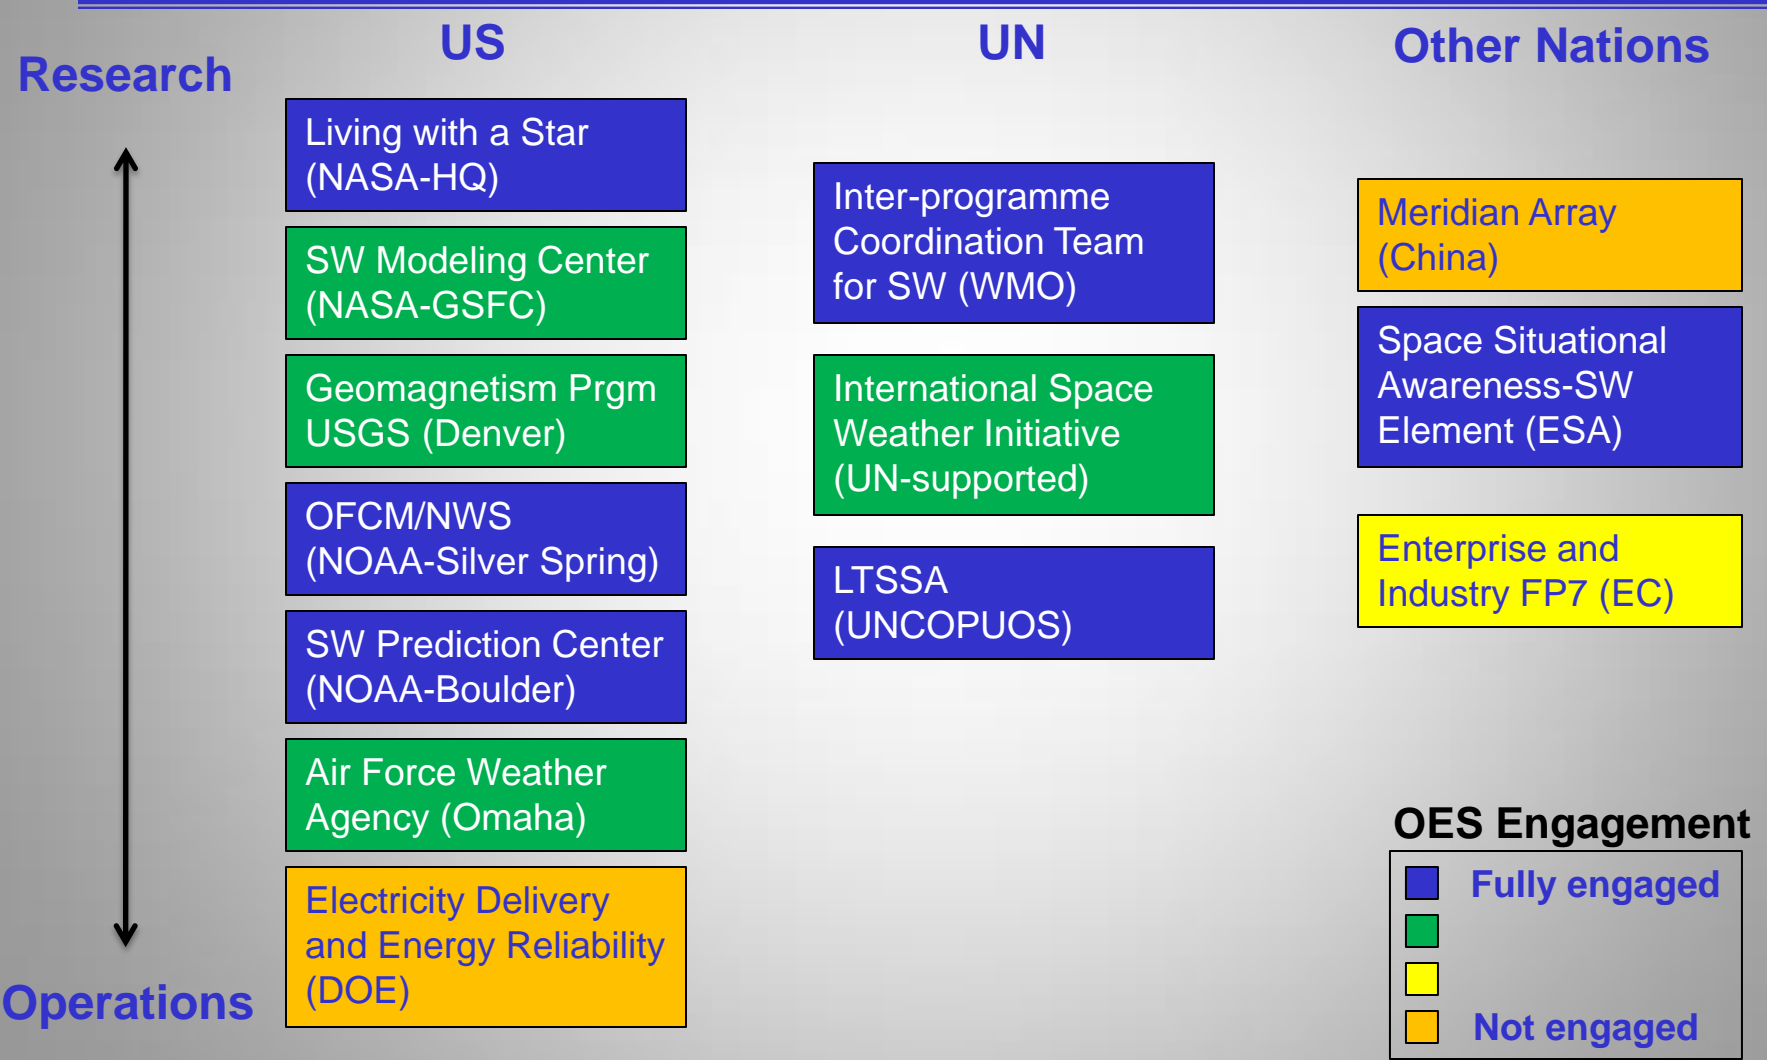 US
UN
Other Nations
Research
Living with a Star
(NASA-HQ)
SW Modeling Center
(NASA-GSFC)
Geomagnetism Prgm
USGS (Denver)
OFCM/NWS
(NOAA-Silver Spring)
SW Prediction Center
(NOAA-Boulder)
Air Force Weather
Agency (Omaha)
Electricity Delivery
and Energy Reliability
(DOE)
Operations
Inter-programme
Coordination Team
for SW (WMO)
International Space
Weather Initiative
(UN-supported)
LTSSA
(UNCOPUOS)
Meridian Array
(China)
Space Situational
Awareness-SW
Element (ESA)
Enterprise and
Industry FP7 (EC)
OES Engagement
Fully engaged
Not engaged